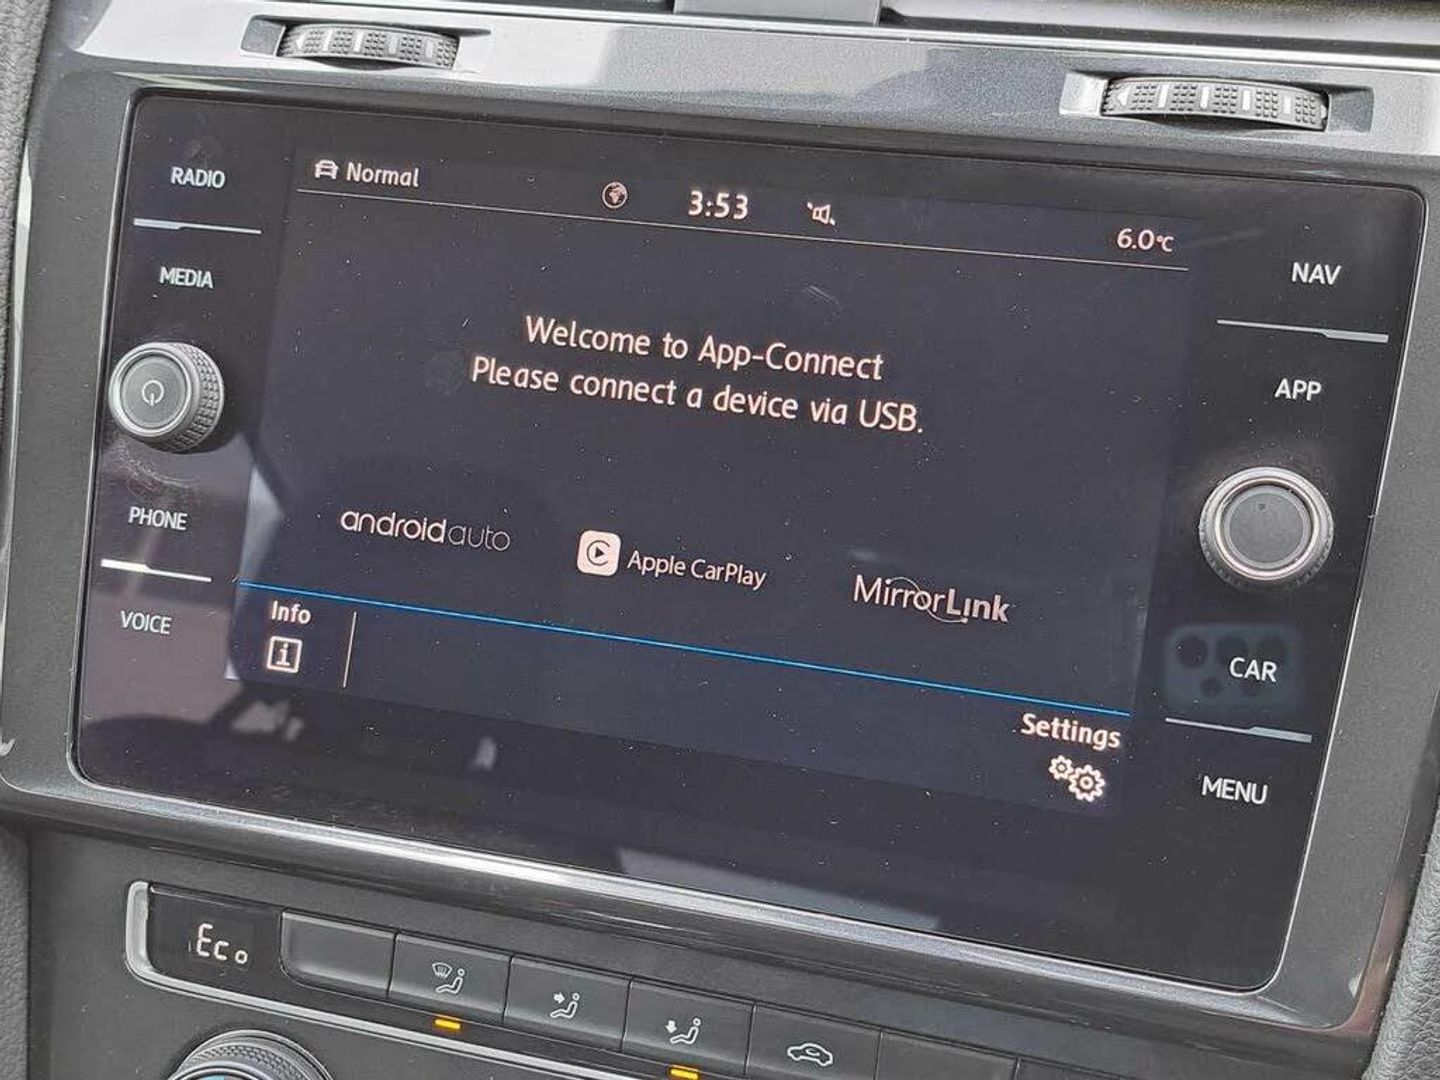 RADIO
MEDIA
PHONE
VOICE
Normal
3:53
6.0°C
Welcome to App-Connect
Please connect a device via USB.
androidauto
Apple CarPlay
MirrorLink
Info
i
Settings
NAV
APP
CAR
MENU
Eco